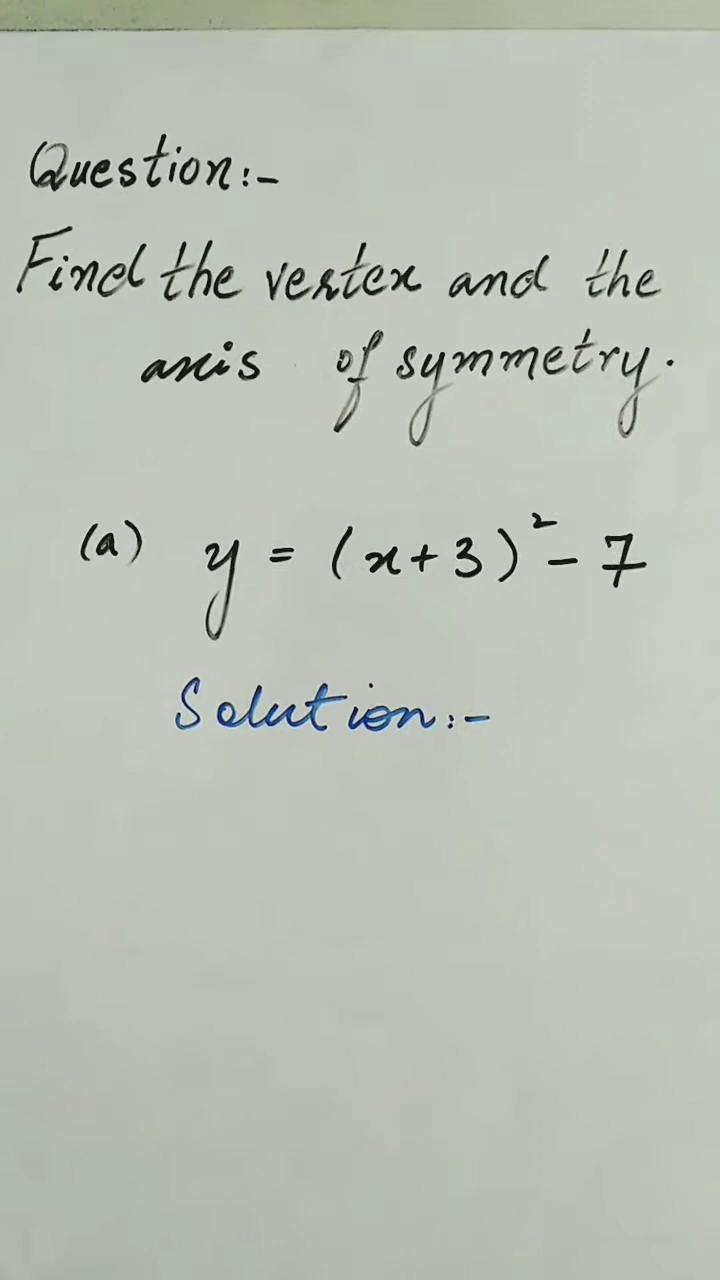 Question:-
Find the vertex and the
axis of symmetry.
(a) y = (x+3)² - 7
Solution:-